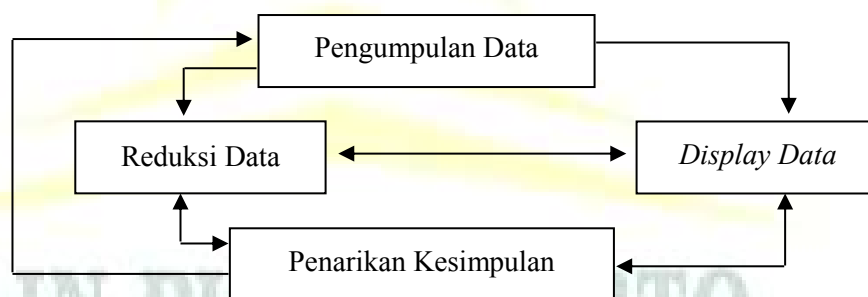 Pengumpulan Data
Reduksi Data
Display Data
Penarikan Kesimpulan